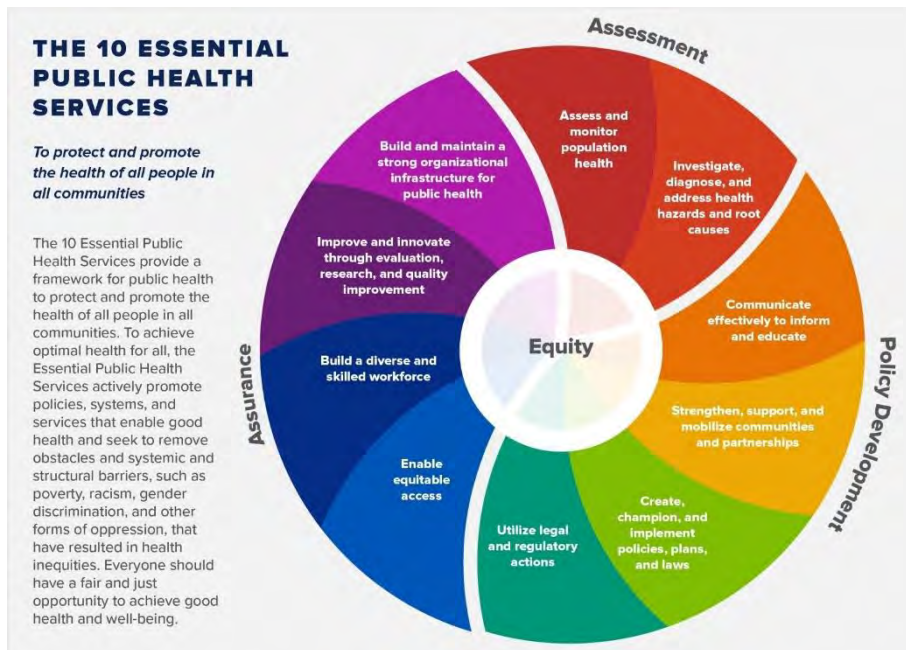 THE 10 ESSENTIAL
PUBLIC HEALTH
SERVICES
To protect and promote
the health of all people in
all communities
The 10 Essential Public
Health Services provide a
framework for public health
to protect and promote the
health of all people in all
communities. To achieve
optimal health for all, the
Essential Public Health
Services actively promote
policies, systems, and
services that enable good
health and seek to remove
obstacles and systemic and
structural barriers, such as
poverty, racism, gender
discrimination, and other
forms of oppression, that
have resulted in health
inequities. Everyone should
have a fair and just
opportunity to achieve good
health and well-being.
Assessment
Assess and
monitor
population
health
Investigate,
diagnose, and
address health
hazards and root
causes
Policy Development
Communicate
effectively to inform
and educate
Strengthen, support, and
mobilize communities
and partnerships
Create,
champion, and
implement
policies, plans,
and laws
Utilize legal
and regulatory
actions
Assurance
Enable
equitable
access
Build a diverse and
skilled workforce
Improve and innovate
through evaluation,
research, and quality
improvement
Build and maintain a
strong organizational
infrastructure for
public health
Equity